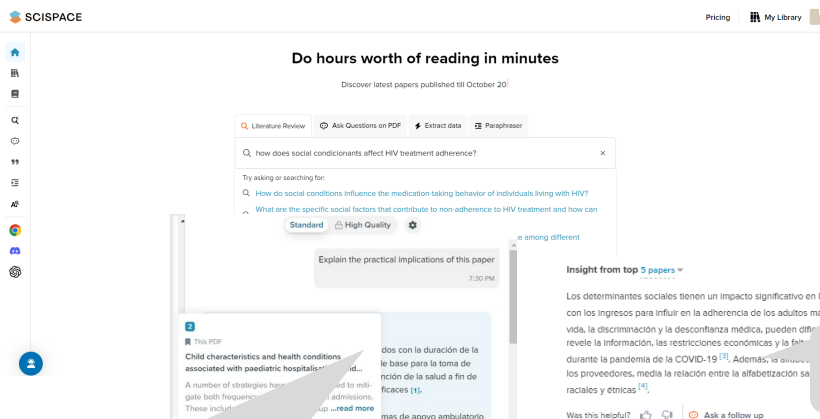 SCISPACE
Pricing
My Library
Do hours worth of reading in minutes
Discover latest papers published till October 20
Literature Review
Ask Questions on PDF
Extract data
Paraphraser
how does social condicionants affect HIV treatment adherence?
Try asking or searching for:
How do social conditions influence the medication-taking behavior of individuals living with HIV?
What are the specific social factors that contribute to non-adherence to HIV treatment and how can
among different
Standard
High Quality
Explain the practical implications of this paper
7:30 PM
2
This PDF
Child characteristics and health conditions
associated with paediatric hospitalisation
A number of strategies to miti-
gate both frequency admissions.
These up ...read more
dos con la duración de la
de base para la toma de
nción de la salud a fin de
ficaces [1].
mas de apoyo ambulatorio
Insight from top 5 papers
Los determinantes sociales tienen un impacto significativo en
con los ingresos para influir en la adherencia de los adultos
vida, la discriminación y la desconfianza médica, pueden
revele la información, las restricciones económicas y la
durante la pandemia de la COVID-19 [3]. Además, la
los proveedores, media la relación entre la alfabetización
raciales y étnicas [4].
Was this helpful?
Ask a follow up